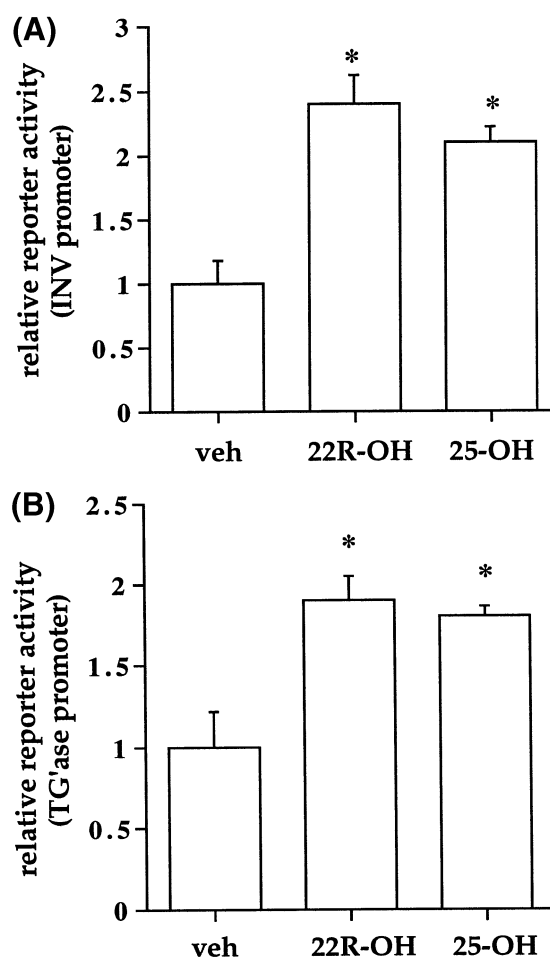 (A)
relative reporter activity
(INV promoter)
3
2.5
2
1.5
1
0.5
0
*
*
veh 22R-OH 25-OH
(B)
relative reporter activity
(TG'ase promoter)
2.5
2
1.5
1
0.5
0
*
*
veh 22R-OH 25-OH